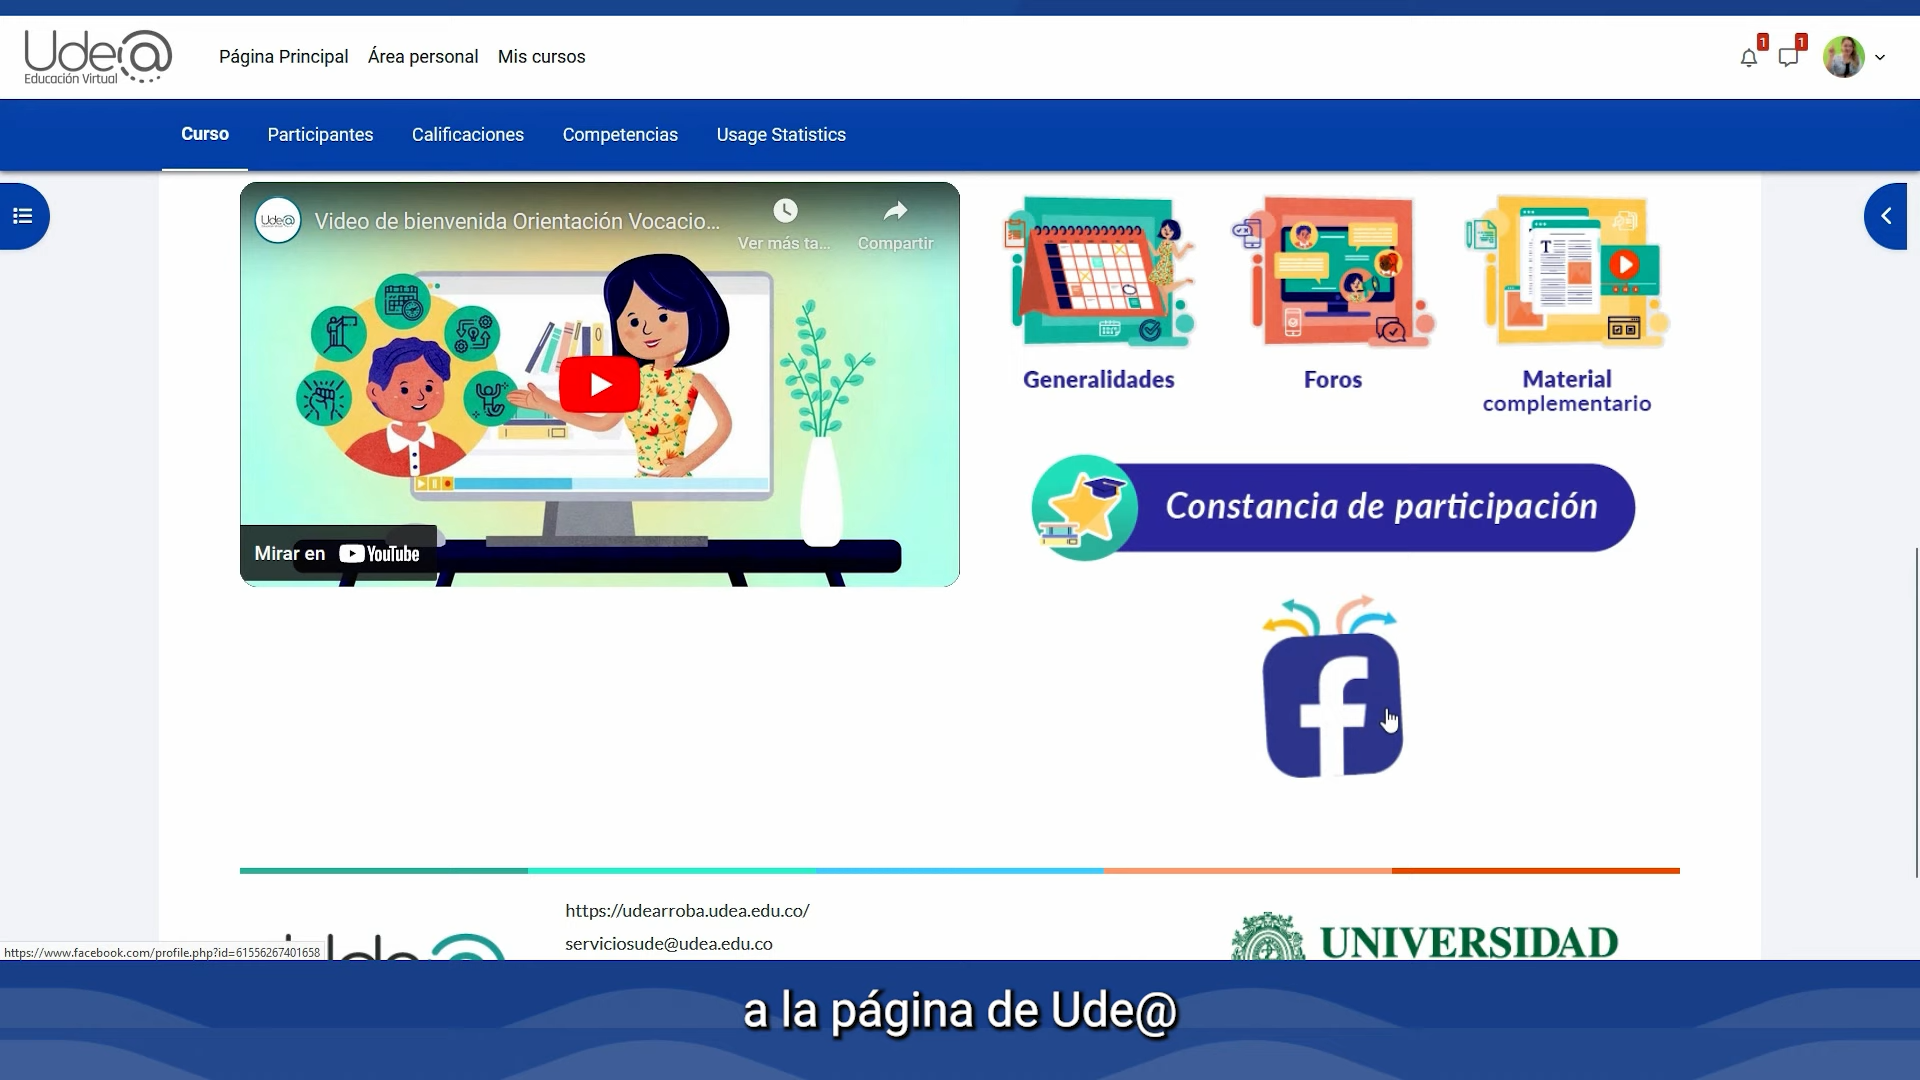 Ude@
Educación Virtual
Página Principal
Área personal
Mis cursos
1
1
Curso
Participantes
Calificaciones
Competencias
Usage Statistics
Ude@
Video de bienvenida Orientación Vocacio...
Ver más ta...
Compartir
Mirar en YouTube
Generalidades
Foros
Material
complementario
Constancia de participación
https://udearroba.udea.edu.co/
serviciosude@udea.edu.co
UNIVERSIDAD
https://www.facebook.com/profile.php?id=61556267401658
a la página de Ude@